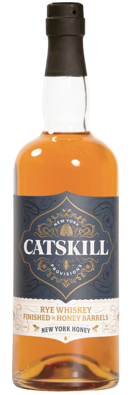 NEW YORK
CATSKILL
PROVISIONS
RYE WHISKEY
FINISHED IN HONEY BARRELS
NEW YORK HONEY